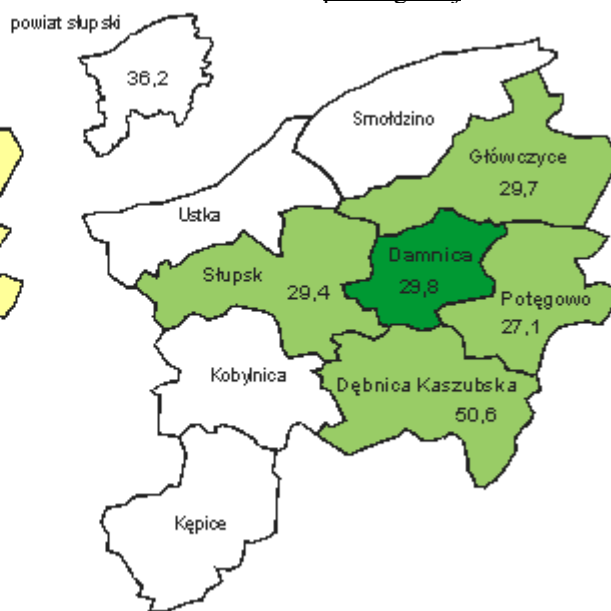 powiat słupski
36,2
Smołdzino
Główczyce
29,7
Ustka
Damnica
29,8
Słupsk
29,4
Potęgowo
27,1
Kobylnica
Dębnica Kaszubska
50,6
Kępice